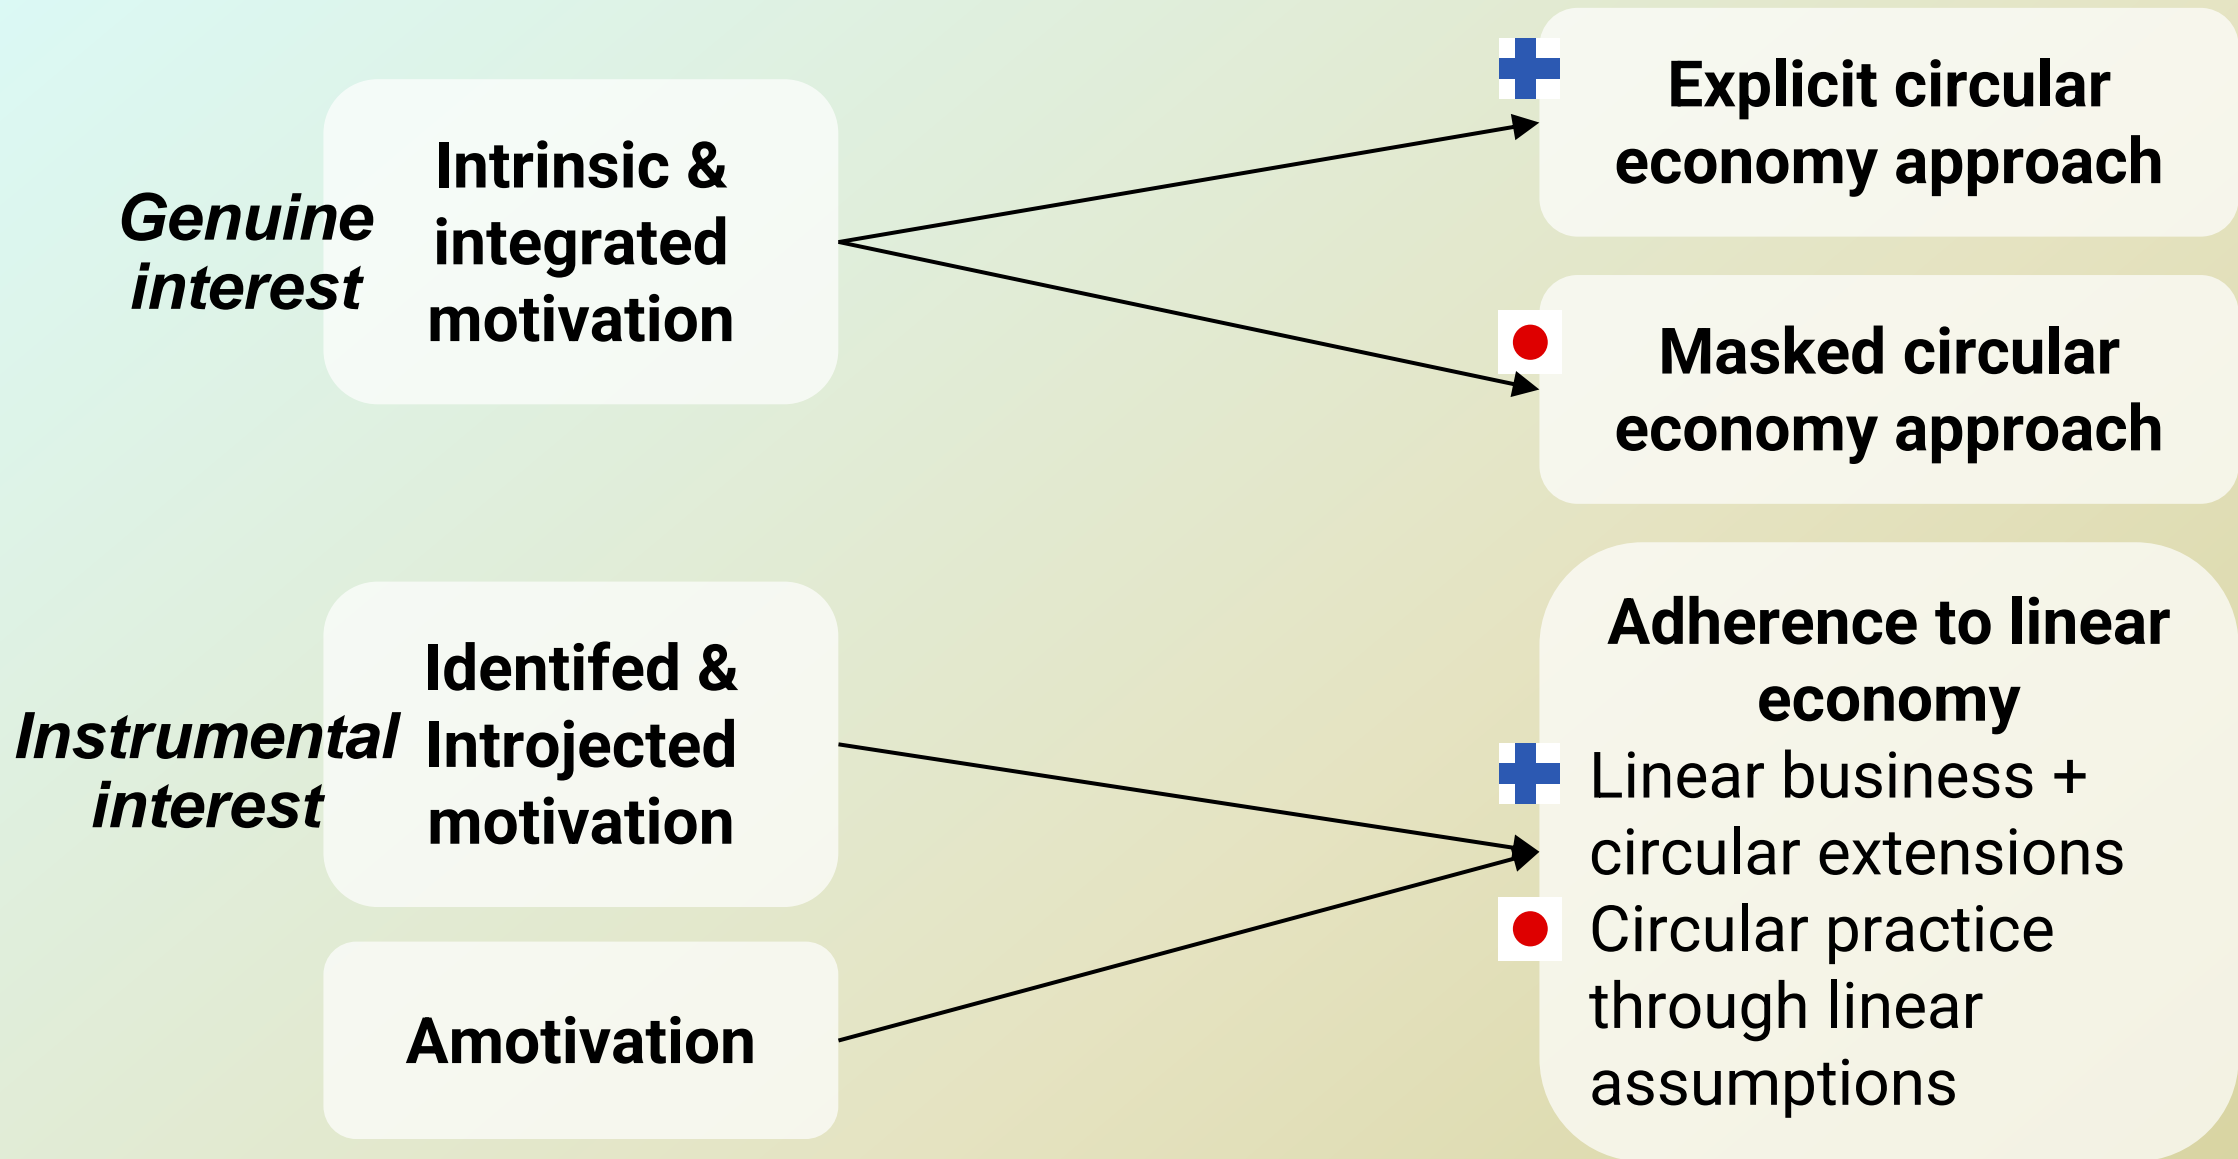 Genuine
interest
Intrinsic &
integrated
motivation
Explicit circular
economy approach
Masked circular
economy approach
Instrumental
interest
Identifed &
Introjected
motivation
Amotivation
Adherence to linear
economy
Linear business +
circular extensions
Circular practice
through linear
assumptions